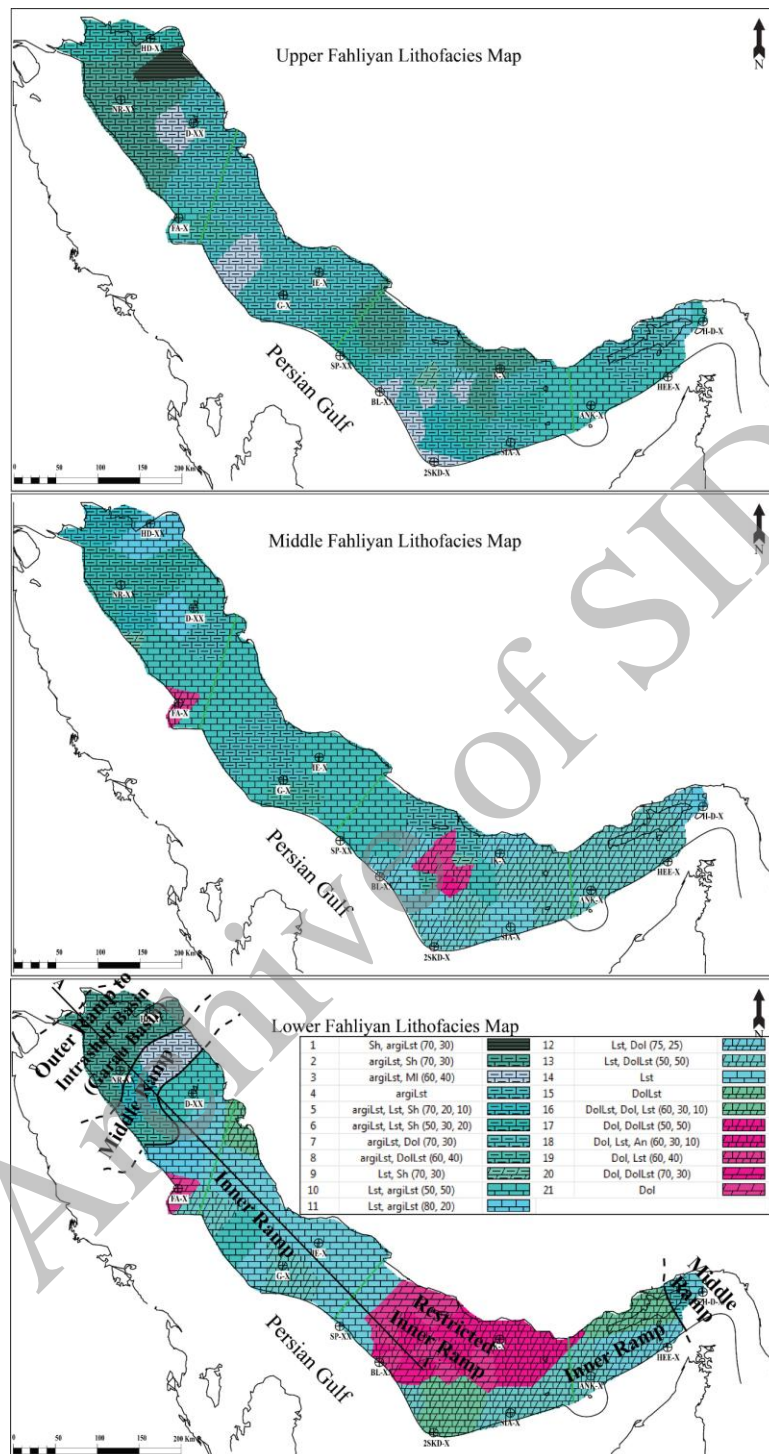 Upper Fahliyan Lithofacies Map
N
HD-XX
NR-XX
D-XX
FA-X
IE-X
G-X
SP-XX
BL-X
K-X
H-D-X
HEE-X
ANK-X
MA-X
2SKD-X
Persian Gulf
0 50 100 150 200 Km
Middle Fahliyan Lithofacies Map
N
HD-XX
NR-XX
D-XX
FA-X
IE-X
G-X
SP-XX
BL-X
K-X
H-D-X
HEE-X
ANK-X
MA-X
2SKD-X
Persian Gulf
0 50 100 150 200 Km
Lower Fahliyan Lithofacies Map
N
1 Sh, argiLst (70, 30)
2 argiLst, Sh (70, 30)
3 argiLst, Ml (60, 40)
4 argiLst
5 argiLst, Lst, Sh (70, 20, 10)
6 argiLst, Lst, Sh (50, 30, 20)
7 argiLst, Dol (70, 30)
8 argiLst, DolLst (60, 40)
9 Lst, Sh (70, 30)
10 Lst, argiLst (50, 50)
11 Lst, argiLst (80, 20)
12 Lst, Dol (75, 25)
13 Lst, DolLst (50, 50)
14 Lst
15 DolLst
16 DolLst, Dol, Lst (60, 30, 10)
17 Dol, DolLst (50, 50)
18 Dol, Lst, An (60, 30, 10)
19 Dol, Lst (60, 40)
20 Dol, DolLst (70, 30)
21 Dol
Outer Ramp to
Intrashelf Basin
(Garau Basin)
Middle Ramp
Inner Ramp
Restricted
Inner Ramp
Inner Ramp
Middle
Ramp
NR-X
D-XX
FA-X
IE-X
G-X
SP-XX
BL-X
K-X
H-D-X
HEE-X
ANK-X
MA-X
2SKD-X
Persian Gulf
0 50 100 150 200 Km
Archive of SID